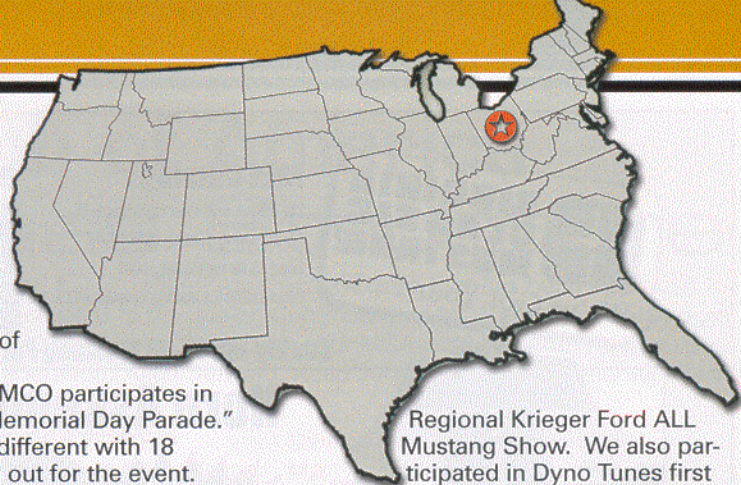 of
MCO participates in
emorial Day Parade.”
different with 18
out for the event.
Regional Krieger Ford ALL
Mustang Show. We also par-
ticipated in Dyno Tunes first